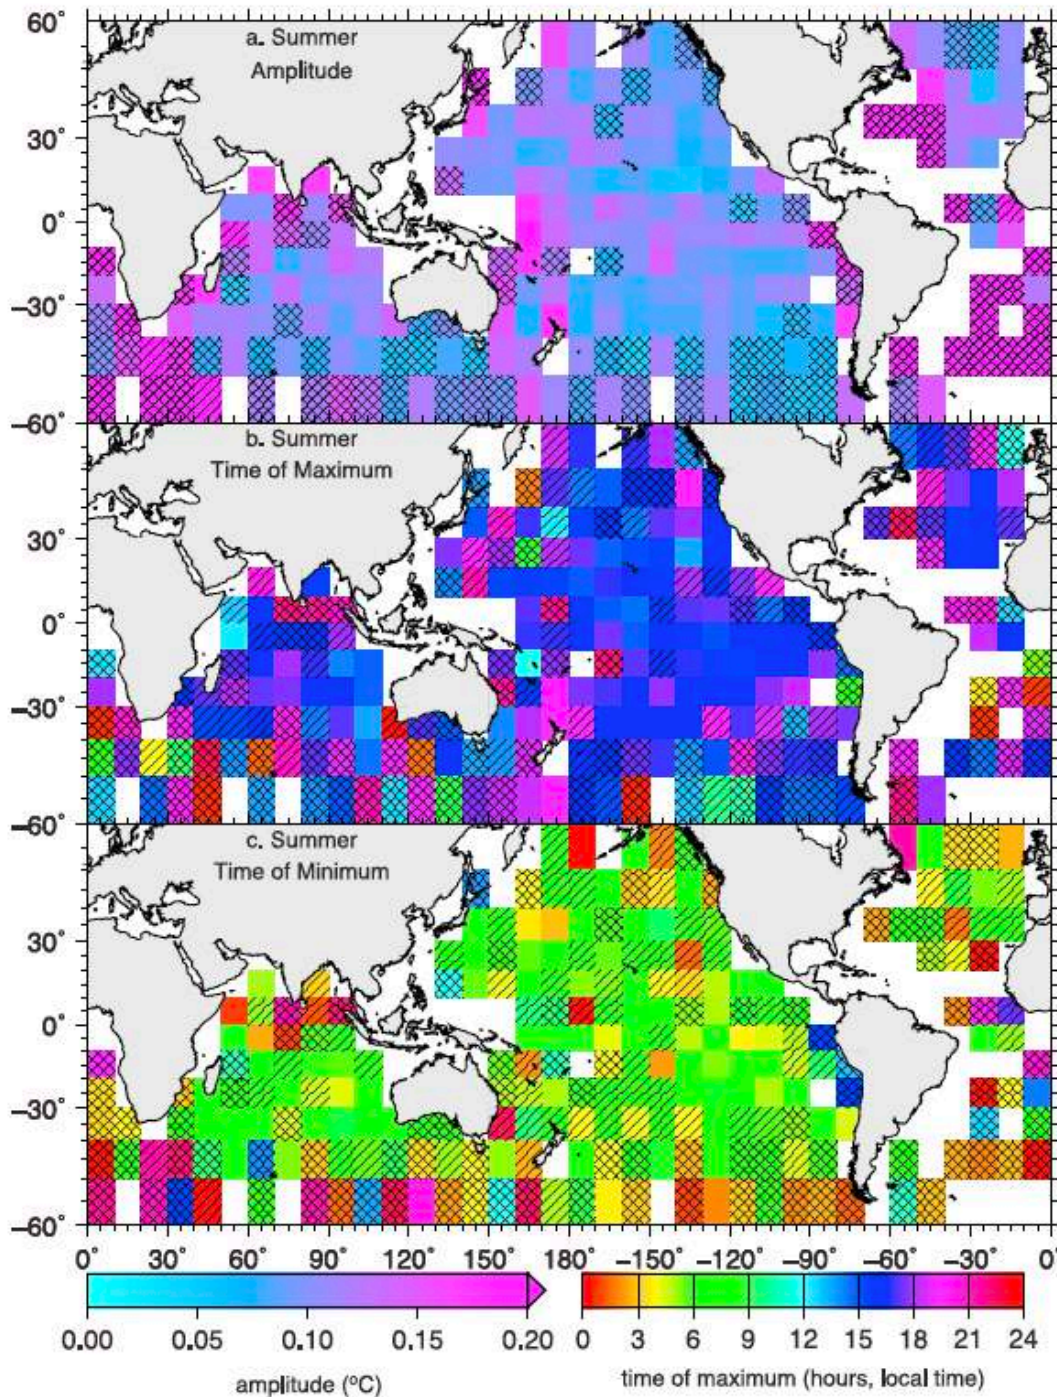 60°
a. Summer
Amplitude
30°
0°
−30°
−60°
b. Summer
Time of Maximum
30°
0°
−30°
−60°
c. Summer
Time of Minimum
30°
0°
−30°
−60°
0° 30° 60° 90° 120° 150° 180° −150° −120° −90° −60° −30° 0°
0.00 0.05 0.10 0.15 0.20
0 3 6 9 12 15 18 21 24
amplitude (°C)
time of maximum (hours, local time)